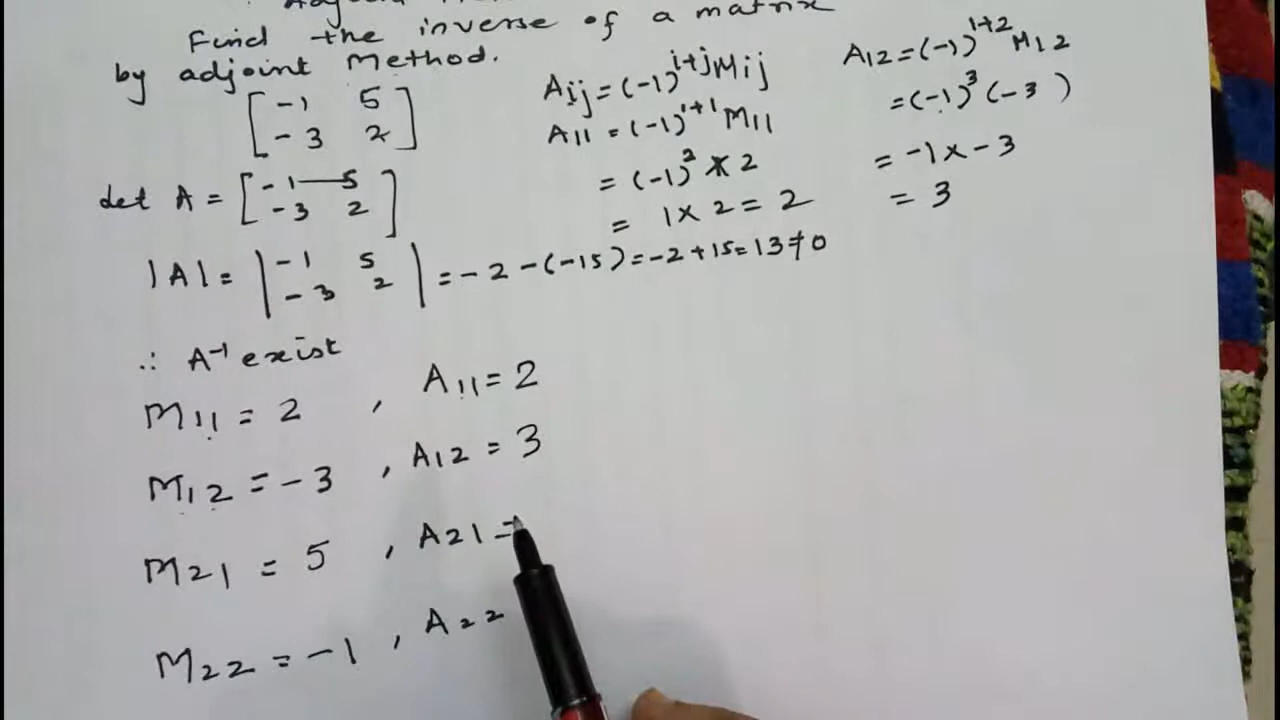 Find the inverse of a matrix
by adjoint Method.
[ -1 5
-3 2 ]
det A = [ -1 5
-3 2 ]
|A| = | -1 5
-3 2 | = -2 -(-15) = -2+15 = 13 ≠ 0
∴ A⁻¹ exist
M11 = 2 , A11 = 2
M12 = -3 , A12 = 3
M21 = 5 , A21 =
M22 = -1 , A22
Aij = (-1)^i+j Mij
A11 = (-1)^1+1 M11
= (-1)² × 2
= 1 × 2 = 2
A12 = (-1)^1+2 M12
= (-1)³ (-3)
= -1 × -3
= 3